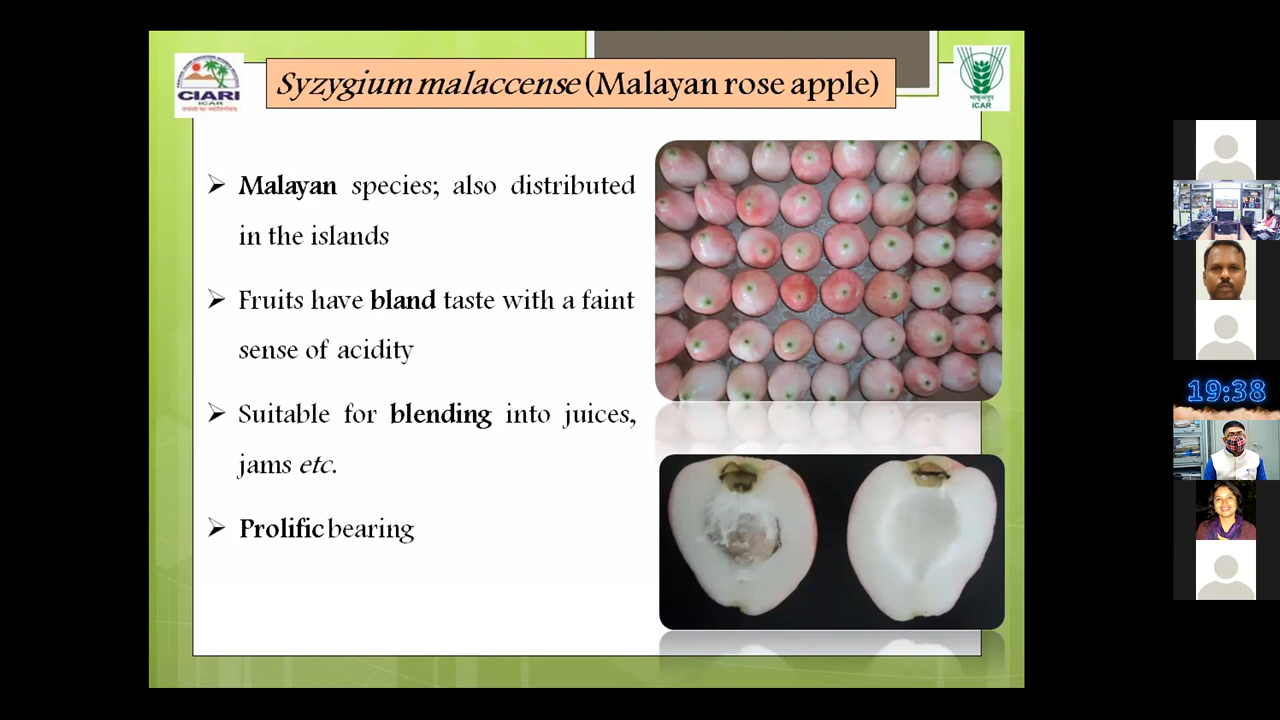 Syzygium malaccense (Malayan rose apple)
CIARI
ICAR
ICAR
➢ Malayan species; also distributed
in the islands
➢ Fruits have bland taste with a faint
sense of acidity
➢ Suitable for blending into juices,
jams etc.
➢ Prolific bearing
19:38